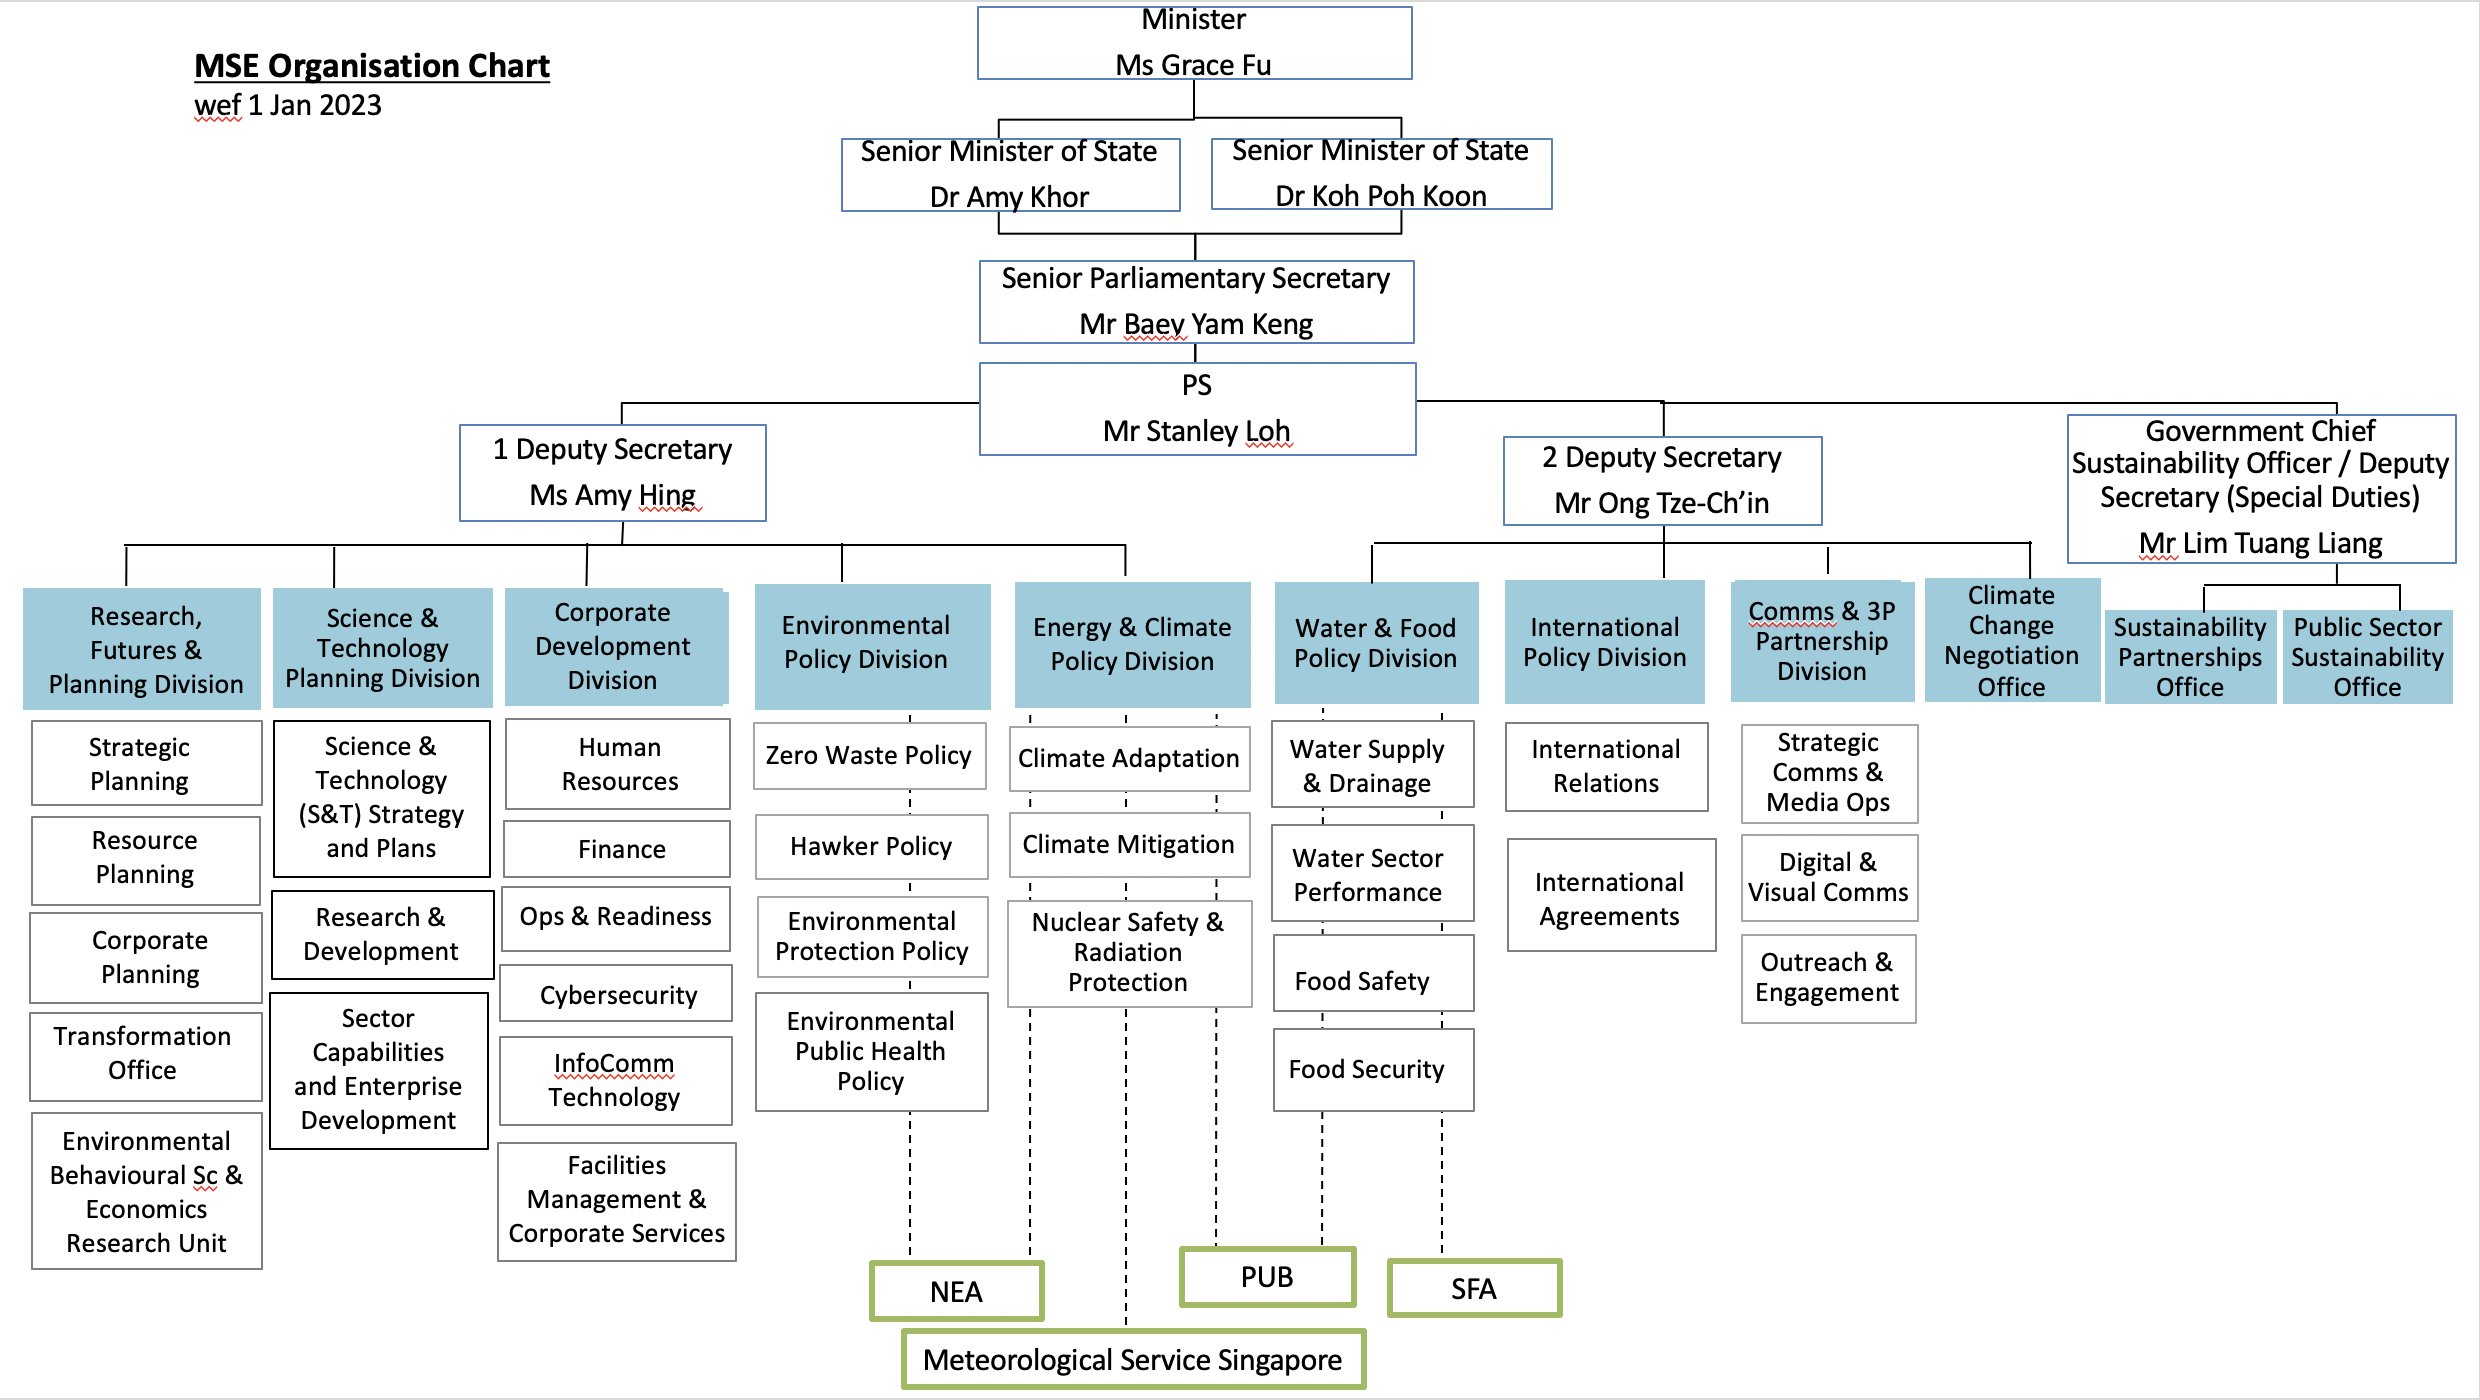 MSE Organisation Chart
wef 1 Jan 2023
Minister
Ms Grace Fu
Senior Minister of State
Dr Amy Khor
Senior Minister of State
Dr Koh Poh Koon
Senior Parliamentary Secretary
Mr Baey Yam Keng
PS
Mr Stanley Loh
1 Deputy Secretary
Ms Amy Hing
2 Deputy Secretary
Mr Ong Tze-Ch’in
Government Chief
Sustainability Officer / Deputy
Secretary (Special Duties)
Mr Lim Tuang Liang
Research,
Futures &
Planning Division
Science &
Technology
Planning Division
Corporate
Development
Division
Environmental
Policy Division
Energy & Climate
Policy Division
Water & Food
Policy Division
International
Policy Division
Comms & 3P
Partnership
Division
Climate
Change
Negotiation
Office
Sustainability
Partnerships
Office
Public Sector
Sustainability
Office
Strategic
Planning
Resource
Planning
Corporate
Planning
Transformation
Office
Environmental
Behavioural Sc &
Economics
Research Unit
Science &
Technology
(S&T) Strategy
and Plans
Research &
Development
Sector
Capabilities
and Enterprise
Development
Human
Resources
Finance
Ops & Readiness
Cybersecurity
InfoComm
Technology
Facilities
Management &
Corporate Services
Zero Waste Policy
Hawker Policy
Environmental
Protection Policy
Environmental
Public Health
Policy
Climate Adaptation
Climate Mitigation
Nuclear Safety &
Radiation
Protection
Water Supply
& Drainage
Water Sector
Performance
Food Safety
Food Security
International
Relations
International
Agreements
Strategic
Comms &
Media Ops
Digital &
Visual Comms
Outreach &
Engagement
NEA
PUB
SFA
Meteorological Service Singapore